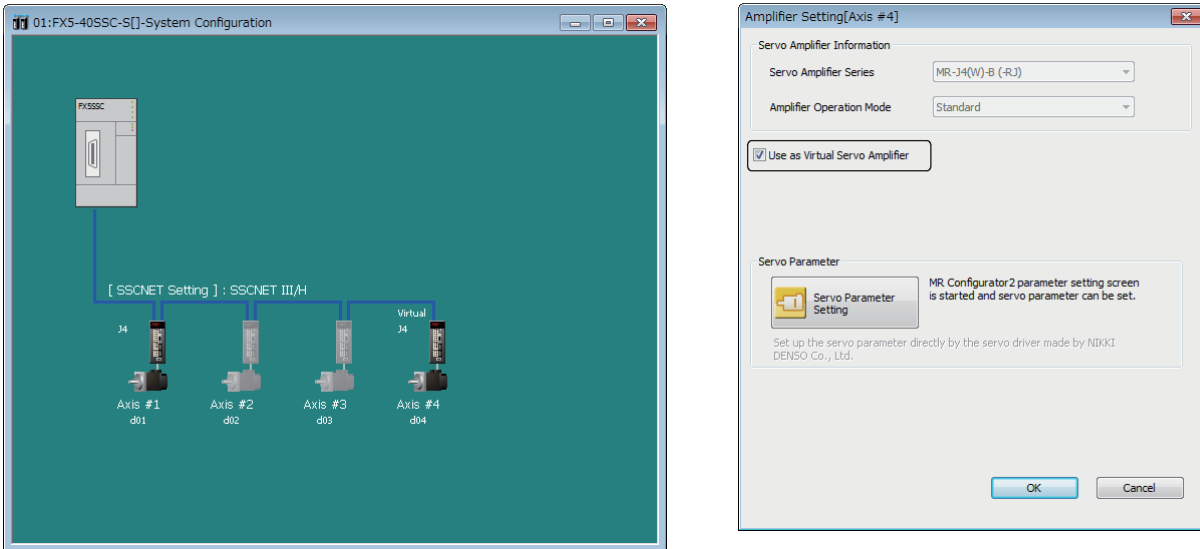 01:FX5-40SSC-S[]-System Configuration
FX5SSC
[ SSCNET Setting ] : SSCNET III/H
Virtual
J4
J4
Axis #1
Axis #2
Axis #3
Axis #4
d01
d02
d03
d04
Amplifier Setting[Axis #4]
Servo Amplifier Information
Servo Amplifier Series
MR-J4(W)-B (-RJ)
Amplifier Operation Mode
Standard
Use as Virtual Servo Amplifier
Servo Parameter
Servo Parameter
Setting
MR Configurator2 parameter setting screen
is started and servo parameter can be set.
Set up the servo parameter directly by the servo driver made by NIKKI
DENSO Co., Ltd.
OK
Cancel